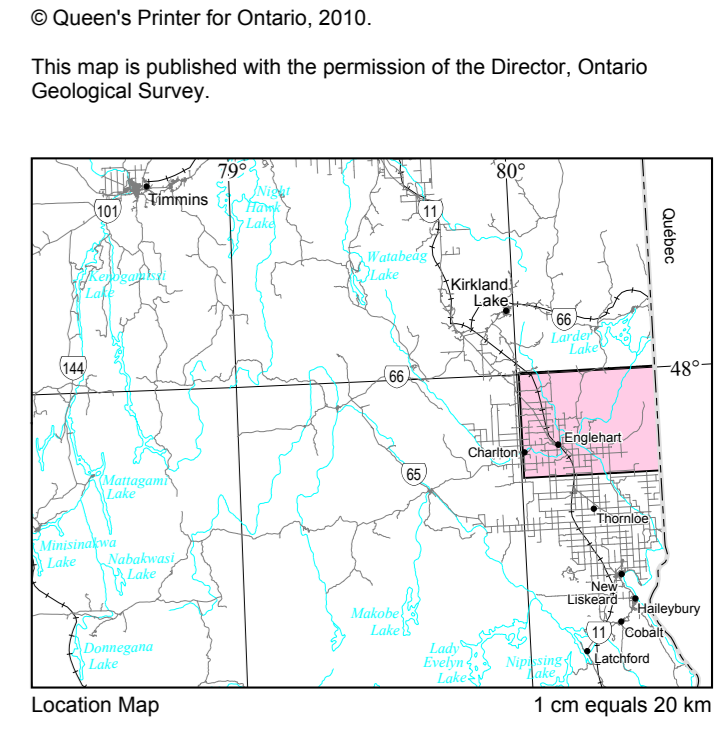 © Queen's Printer for Ontario, 2010.
This map is published with the permission of the Director, Ontario
Geological Survey.
79°
80°
Timmins
101
Night
Hawk
Lake
11
Québec
Kenogamissi
Lake
Watabeag
Lake
Kirkland
Lake
66
Larder
Lake
144
66
48°
Englehart
Charlton
65
Mattagami
Lake
Thornloe
Minisinakwa
Lake
Nabakwasi
Lake
New
Liskeard
Haileybury
Makobe
Lake
11
Cobalt
Donnegana
Lake
Lady
Evelyn
Lake
Nipissing
Lake
Latchford
Location Map
1 cm equals 20 km